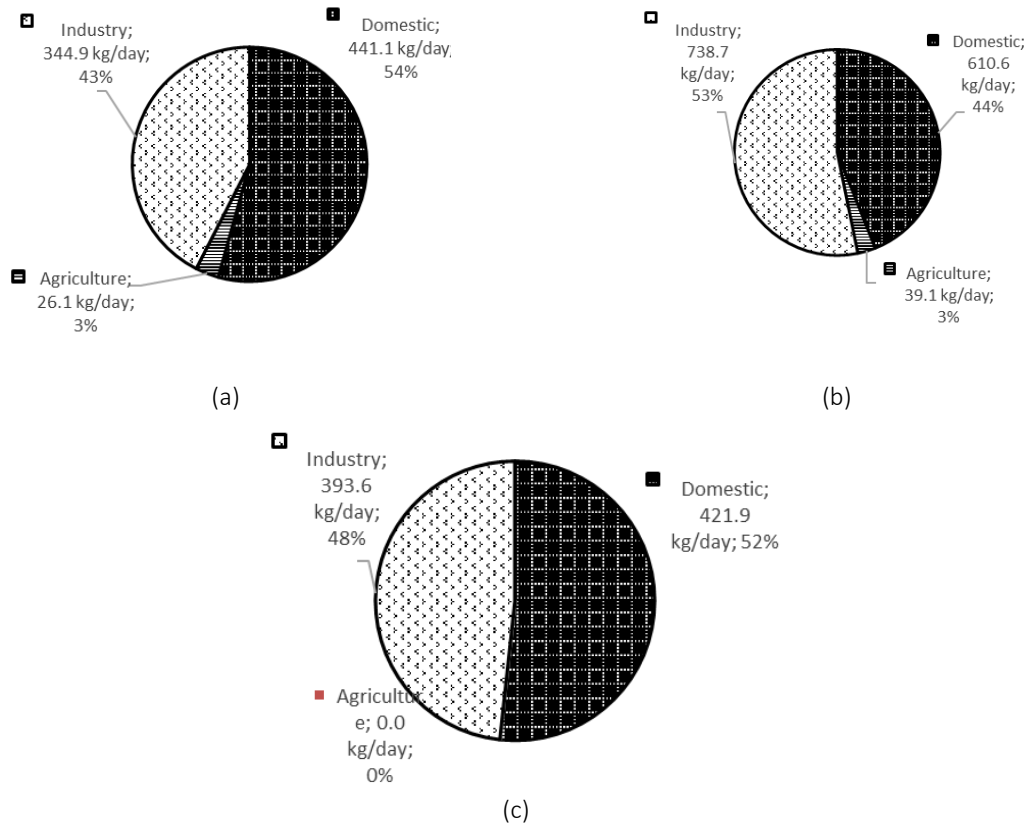 Industry;
344.9 kg/day;
43%
Domestic;
441.1 kg/day;
54%
Agriculture;
26.1 kg/day;
3%
(a)
Industry;
738.7
kg/day;
53%
Domestic;
610.6
kg/day;
44%
Agriculture;
39.1 kg/day;
3%
(b)
Industry;
393.6
kg/day;
48%
Domestic;
421.9
kg/day; 52%
Agricultur
e; 0.0
kg/day;
0%
(c)